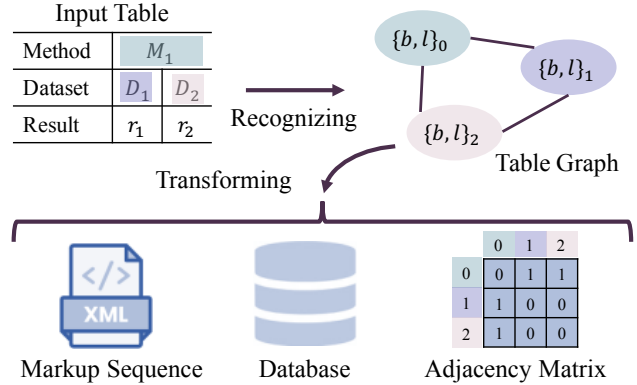 Input Table
Method M₁
Dataset D₁ D₂
Result r₁ r₂
Recognizing
{b, l}₀
{b, l}₁
{b, l}₂
Table Graph
Transforming
</>
XML
0 1 2
0 0 1 1
1 1 0 0
2 1 0 0
Markup Sequence Database Adjacency Matrix